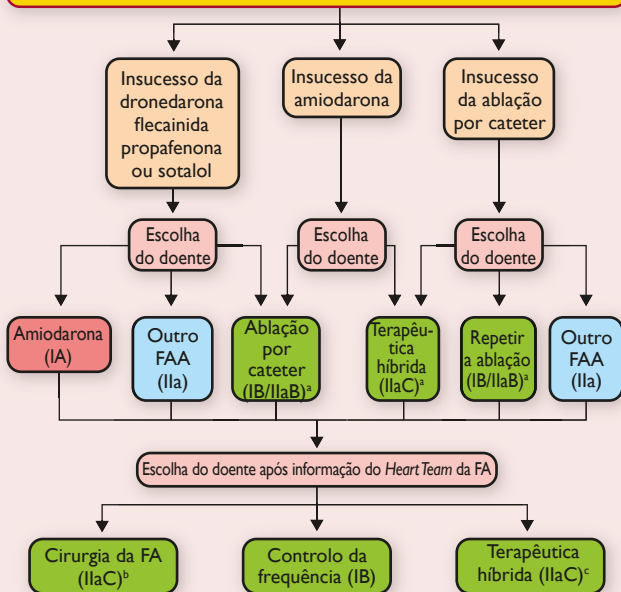 Insucesso da
dronedarona
flecainida
propafenona
ou sotalol
Insucesso da
amiodarona
Insucesso
da ablação
por cateter
Escolha
do doente
Escolha
do doente
Escolha
do doente
Amiodarona
(IA)
Outro
FAA
(IIa)
Ablação
por
cateter
(IB/IIaB)ᵃ
Terapêu-
tica
híbrida
(IIaC)ᵃ
Repetir
a ablação
(IB/IIaB)ᵃ
Outro
FAA
(IIa)
Escolha do doente após informação do Heart Team da FA
Cirurgia da FA
(IIaC)ᵇ
Controlo da
frequência (IB)
Terapêutica
híbrida (IIaC)ᶜ